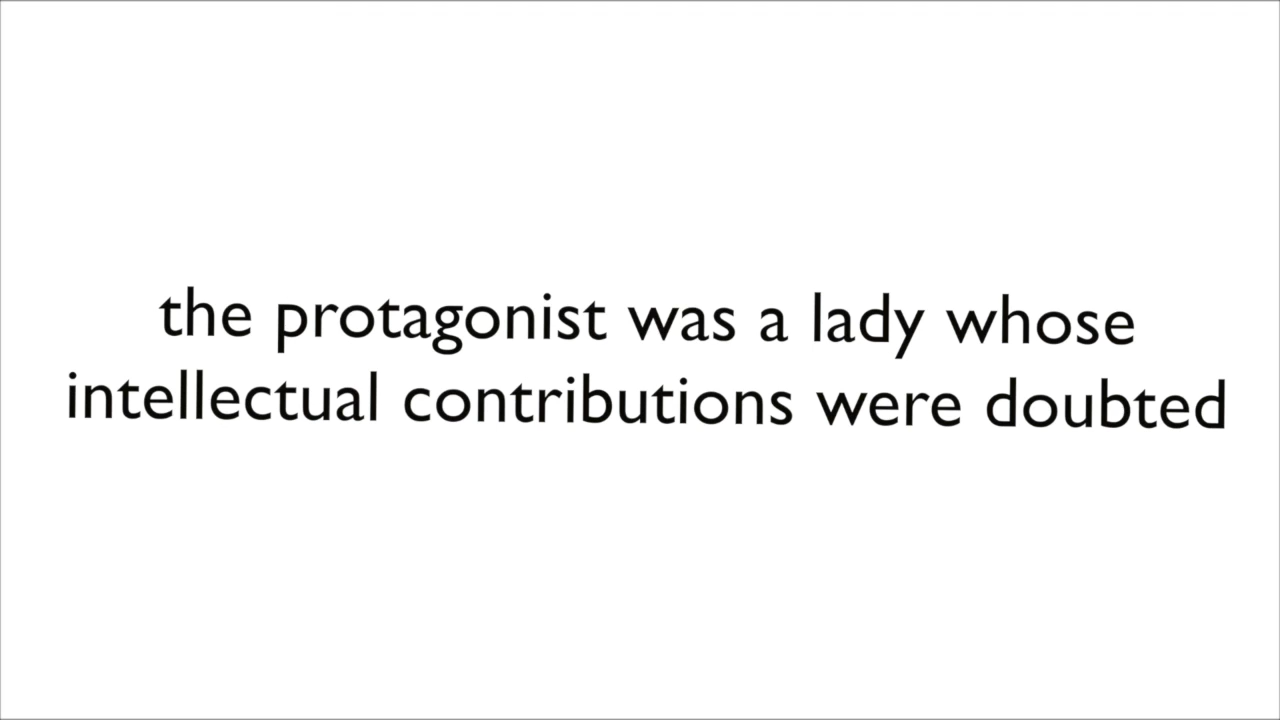 the protagonist was a lady whose
intellectual contributions were doubted